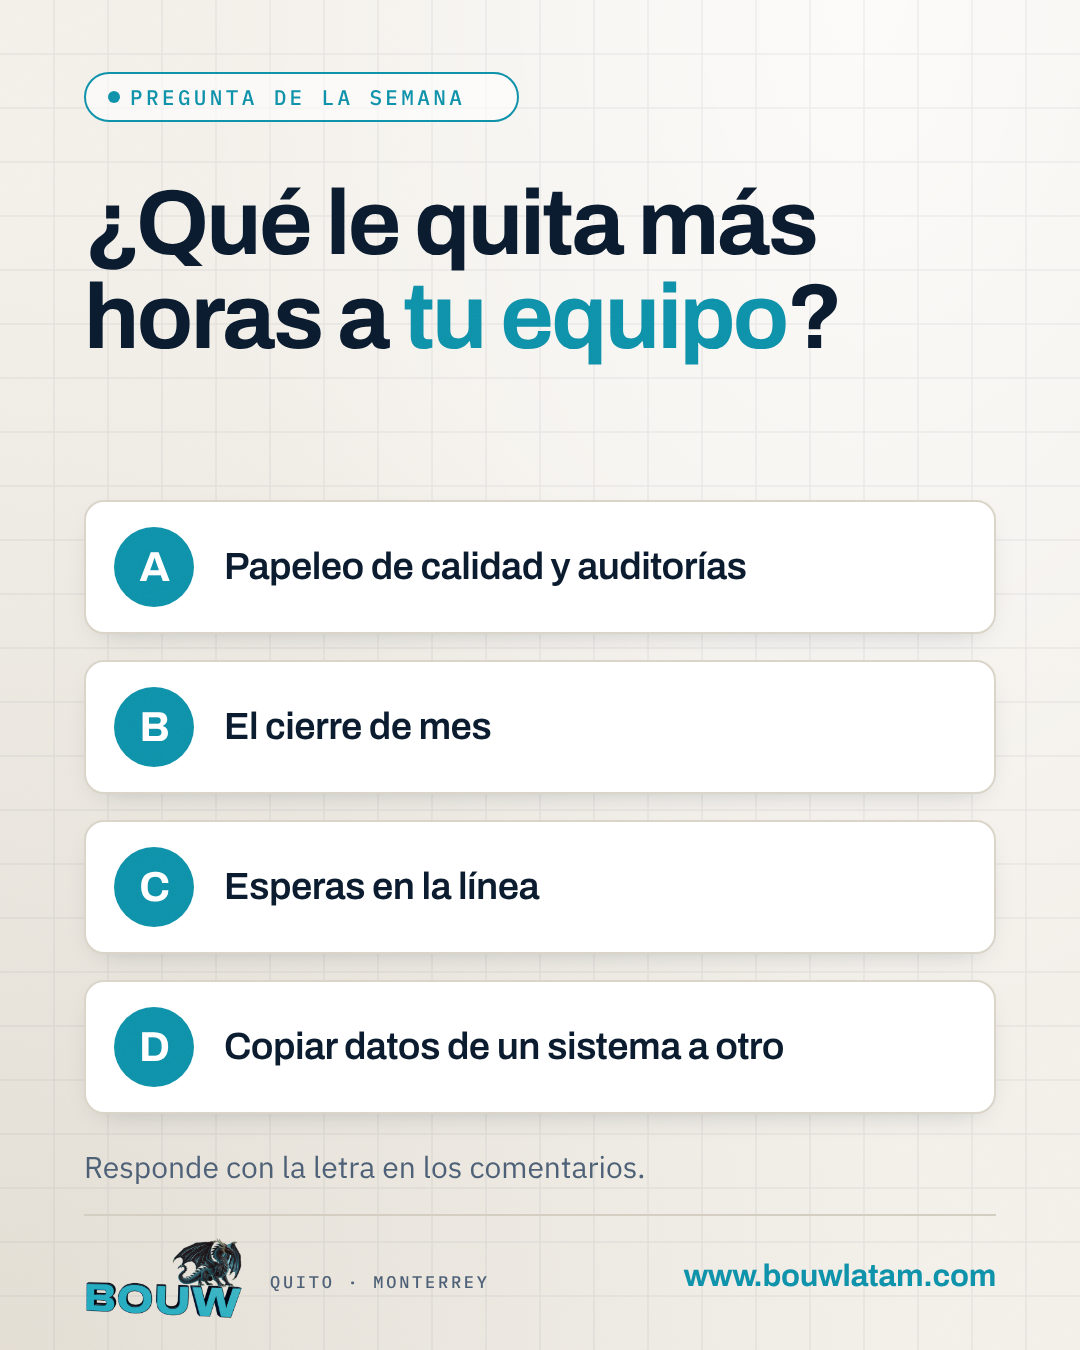 PREGUNTA DE LA SEMANA
¿Qué le quita más
horas a tu equipo?
A Papeleo de calidad y auditorías
B El cierre de mes
C Esperas en la línea
D Copiar datos de un sistema a otro
Responde con la letra en los comentarios.
BOUW QUITO · MONTERREY www.bouwlatam.com